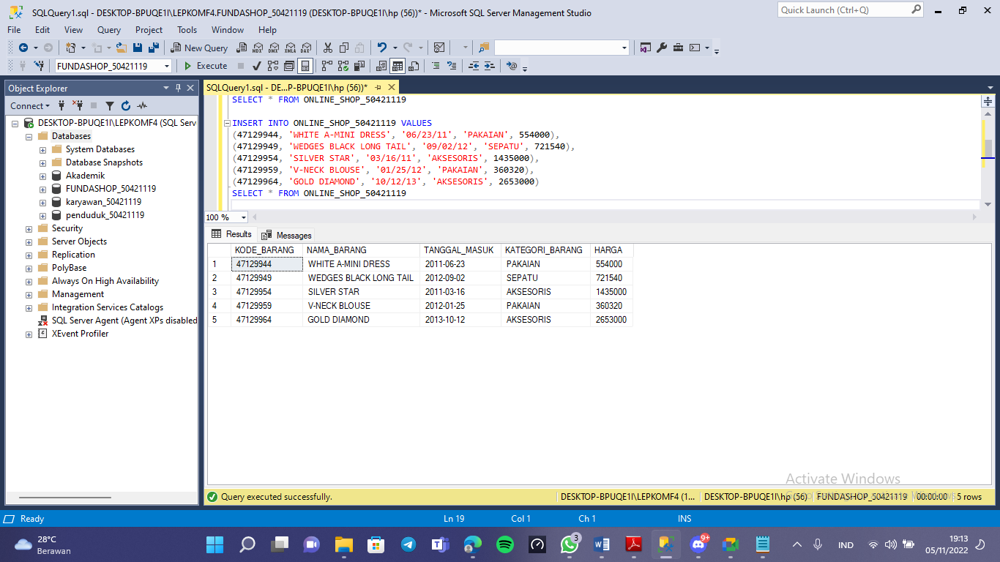 SQLQuery1.sql - DESKTOP-BPUQE1I\LEPKOMF4.FUNDASHOP_50421119 (DESKTOP-BPUQE1I\hp (56))* - Microsoft SQL Server Management Studio
Quick Launch (Ctrl+Q)
File Edit View Query Project Tools Window Help
New Query MDX DMX XMLA DAX
FUNDASHOP_50421119 Execute
Object Explorer
Connect
DESKTOP-BPUQE1I\LEPKOMF4 (SQL Serv
Databases
System Databases
Database Snapshots
Akademik
FUNDASHOP_50421119
karyawan_50421119
penduduk_50421119
Security
Server Objects
Replication
PolyBase
Always On High Availability
Management
Integration Services Catalogs
SQL Server Agent (Agent XPs disabled
XEvent Profiler
SQLQuery1.sql - DE...P-BPUQE1I\hp (56))*
SELECT * FROM ONLINE_SHOP_50421119
INSERT INTO ONLINE_SHOP_50421119 VALUES
(47129944, 'WHITE A-MINI DRESS', '06/23/11', 'PAKAIAN', 554000),
(47129949, 'WEDGES BLACK LONG TAIL', '09/02/12', 'SEPATU', 721540),
(47129954, 'SILVER STAR', '03/16/11', 'AKSESORIS', 1435000),
(47129959, 'V-NECK BLOUSE', '01/25/12', 'PAKAIAN', 360320),
(47129964, 'GOLD DIAMOND', '10/12/13', 'AKSESORIS', 2653000)
SELECT * FROM ONLINE_SHOP_50421119
100 %
Results Messages
KODE_BARANG NAMA_BARANG TANGGAL_MASUK KATEGORI_BARANG HARGA
1 47129944 WHITE A-MINI DRESS 2011-06-23 PAKAIAN 554000
2 47129949 WEDGES BLACK LONG TAIL 2012-09-02 SEPATU 721540
3 47129954 SILVER STAR 2011-03-16 AKSESORIS 1435000
4 47129959 V-NECK BLOUSE 2012-01-25 PAKAIAN 360320
5 47129964 GOLD DIAMOND 2013-10-12 AKSESORIS 2653000
Activate Windows
Go to Settings to activate Windows.
Query executed successfully. DESKTOP-BPUQE1I\LEPKOMF4 (1... DESKTOP-BPUQE1I\hp (56) FUNDASHOP_50421119 00:00:00 5 rows
Ready Ln 19 Col 1 Ch 1 INS
28°C
Berawan
3
9+
IND
19:13
05/11/2022